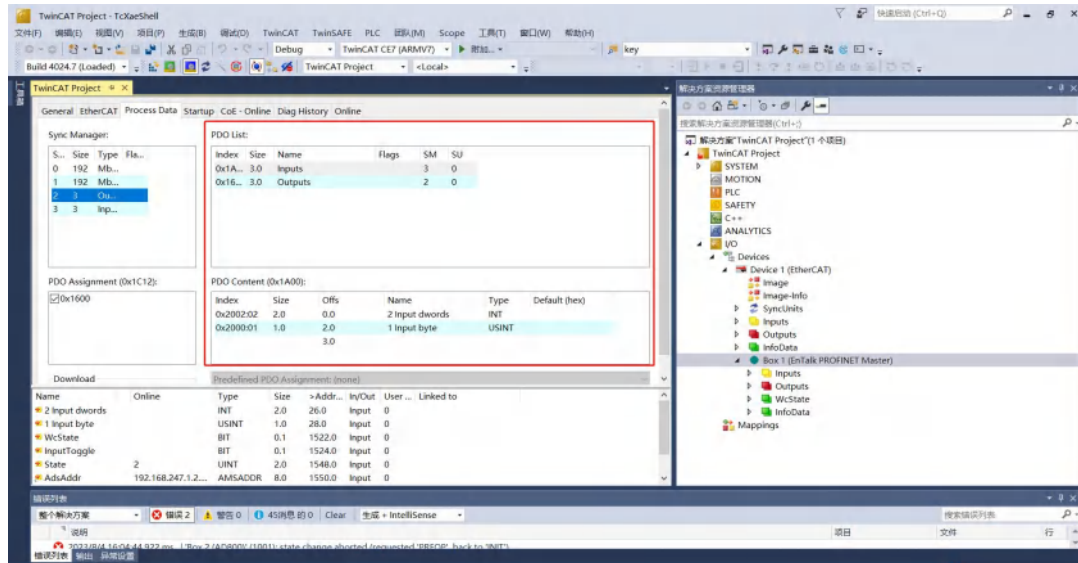 TwinCAT Project - TcXaeShell
快速启动 (Ctrl+Q)
文件(F) 编辑(E) 视图(V) 项目(P) 生成(B) 调试(D) TwinCAT TwinSAFE PLC 团队(M) Scope 工具(T) 窗口(W) 帮助(H)
Debug TwinCAT CE7 (ARMV7) 附加... key
Build 4024.7 (Loaded) TwinCAT Project <Local>
TwinCAT Project
General EtherCAT Process Data Startup CoE - Online Diag History Online
Sync Manager:
S... Size Type Fla...
0 192 Mb...
1 192 Mb...
2 3 Ou...
3 3 Inp...
PDO List:
Index Size Name Flags SM SU
0x1A... 3.0 Inputs 3 0
0x16... 3.0 Outputs 2 0
PDO Assignment (0x1C12):
0x1600
PDO Content (0x1A00):
Index Size Offs Name Type Default (hex)
0x2002:02 2.0 0.0 2 Input dwords INT
0x2000:01 1.0 2.0 1 Input byte USINT
3.0
Download
Predefined PDO Assignment: (none)
Name Online Type Size >Addr... In/Out User ... Linked to
2 Input dwords INT 2.0 26.0 Input 0
1 Input byte USINT 1.0 28.0 Input 0
WcState BIT 0.1 1522.0 Input 0
InputToggle BIT 0.1 1524.0 Input 0
State 2 UINT 2.0 1548.0 Input 0
AdsAddr 192.168.247.1.2... AMSADDR 8.0 1550.0 Input 0
解决方案资源管理器
搜索解决方案资源管理器(Ctrl+;)
解决方案"TwinCAT Project"(1 个项目)
TwinCAT Project
SYSTEM
MOTION
PLC
SAFETY
C++
ANALYTICS
I/O
Devices
Device 1 (EtherCAT)
Image
Image-Info
SyncUnits
Inputs
Outputs
InfoData
Box 1 (EnTalk PROFINET Master)
Inputs
Outputs
WcState
InfoData
Mappings
错误列表
整个解决方案 错误 2 警告 0 45消息 的 0 Clear 生成 + IntelliSense 搜索错误列表
说明 项目 文件 行
2023/8/4 16:04:44 922 ms | 'Box 2 (AD800)' (1001): state change aborted (requested 'PREOP', back to 'INIT').
错误列表 输出 异常设置